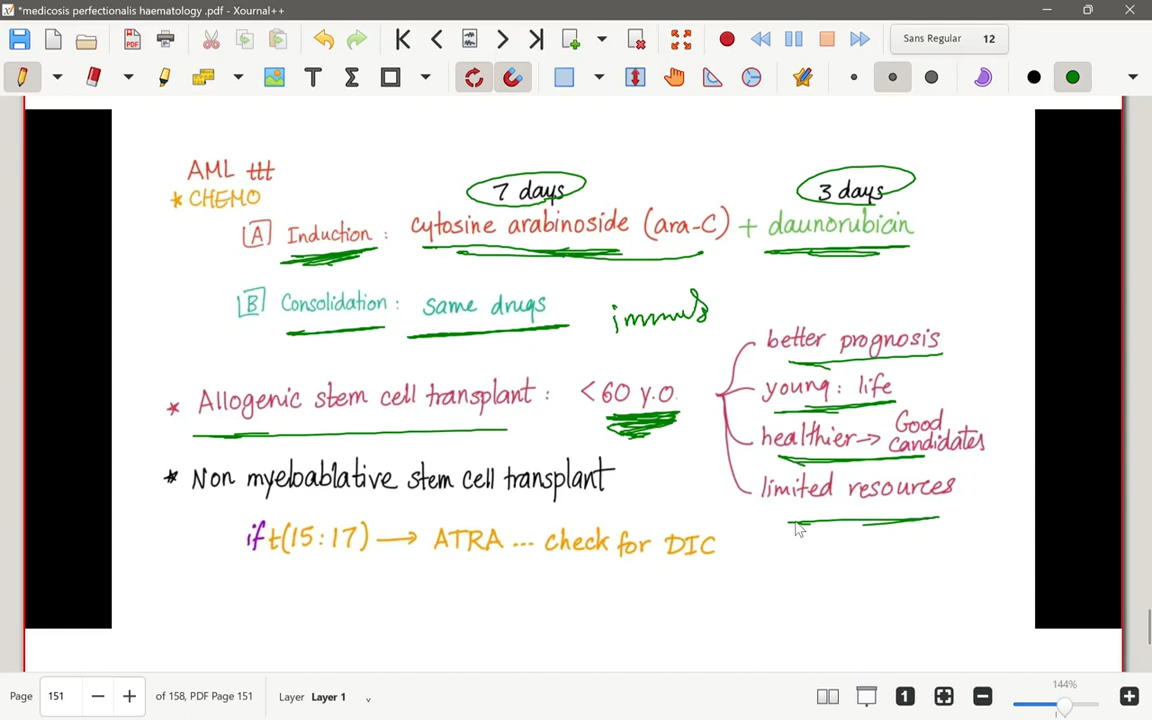 *medicosis perfectionalis haematology .pdf - Xournal++
PDF
Sans Regular 12
AML ttt
* CHEMO
7 days
3 days
A Induction : cytosine arabinoside (ara-C) + daunorubicin
B Consolidation : same drugs
* Allogenic stem cell transplant : < 60 y.o.
better prognosis
young : life
healthier → Good candidates
limited resources
* Non myeloablative stem cell transplant
if t(15:17) → ATRA ... check for DIC
Page 151 of 158, PDF Page 151 Layer Layer 1
1
144%